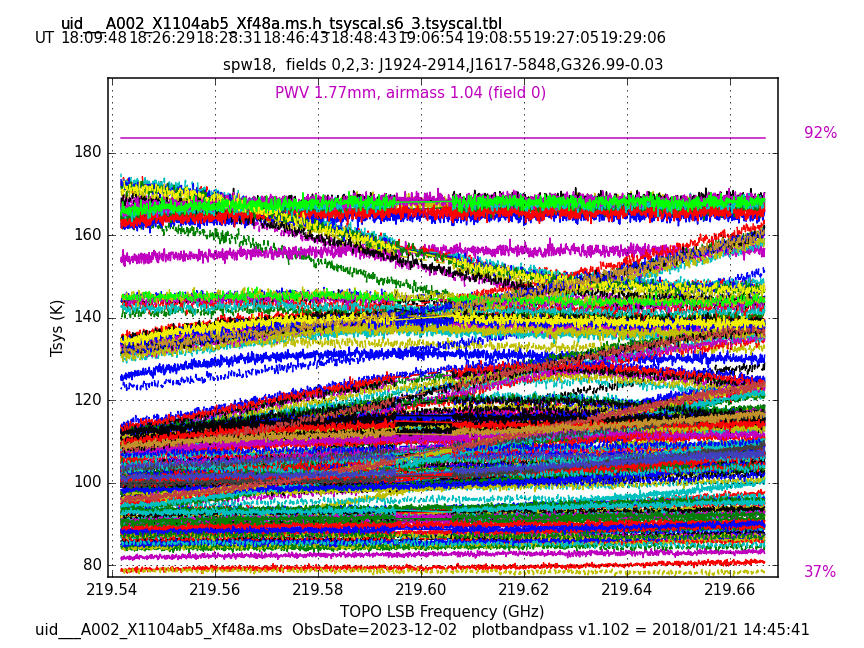 uid___A002_X1104ab5_Xf48a.ms.h_tsyscal.s6_3.tsyscal.tbl
UT 18:09:48 18:26:29 18:28:31 18:46:43 18:48:43 19:06:54 19:08:55 19:27:05 19:29:06
spw18, fields 0,2,3: J1924-2914,J1617-5848,G326.99-0.03
PWV 1.77mm, airmass 1.04 (field 0)
92%
180
160
140
120
100
80
Tsys (K)
37%
219.54 219.56 219.58 219.60 219.62 219.64 219.66
TOPO LSB Frequency (GHz)
uid___A002_X1104ab5_Xf48a.ms ObsDate=2023-12-02 plotbandpass v1.102 = 2018/01/21 14:45:41